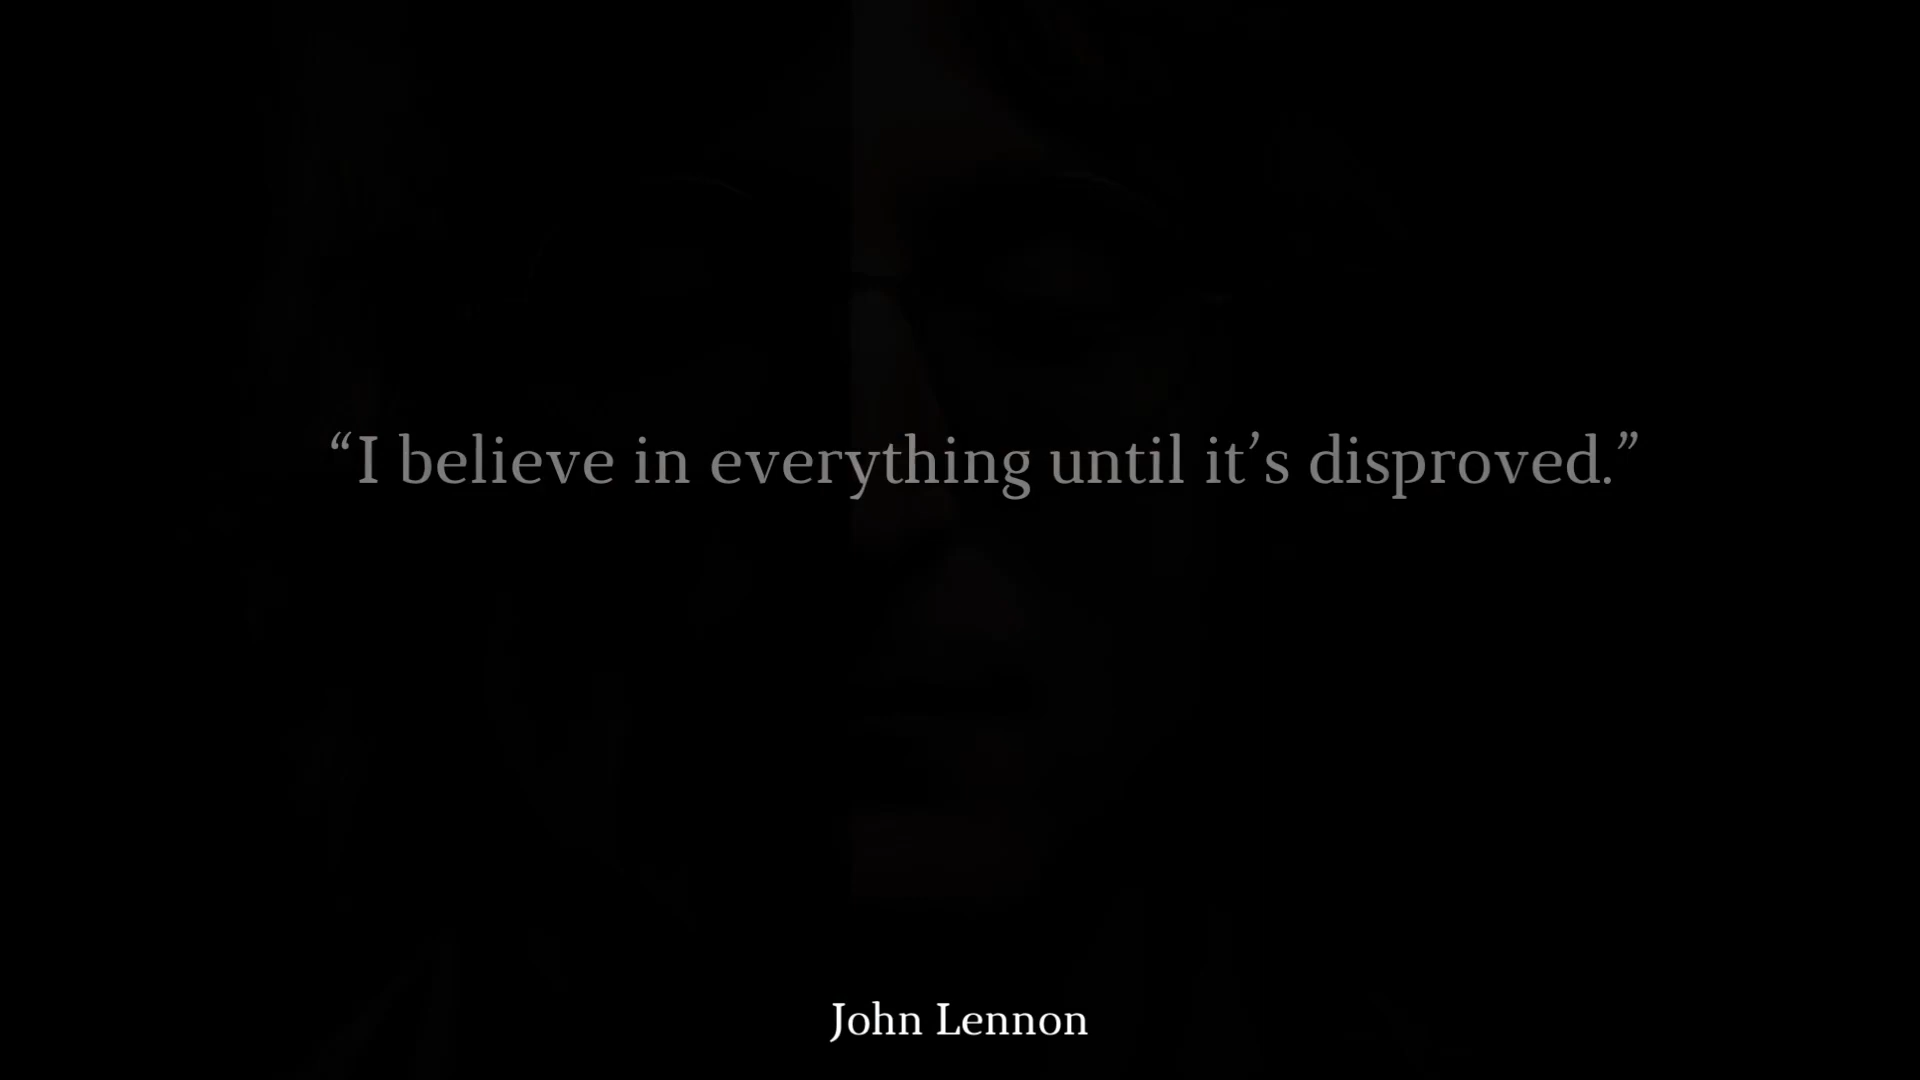 “I believe in everything until it’s disproved.”
John Lennon